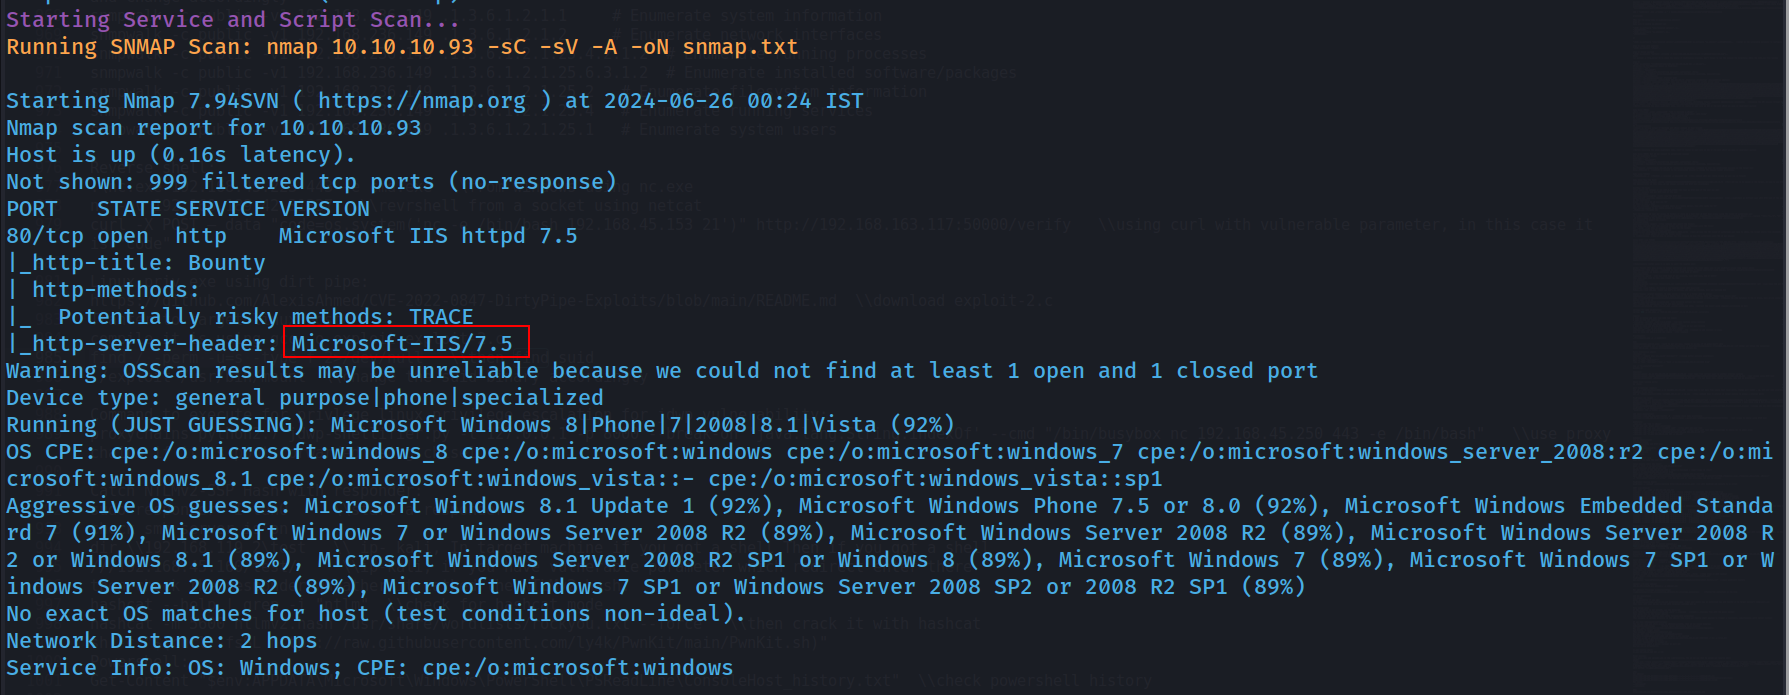 Starting Service and Script Scan...
Running SNMAP Scan: nmap 10.10.10.93 -sC -sV -A -oN snmap.txt
Starting Nmap 7.94SVN ( https://nmap.org ) at 2024-06-26 00:24 IST
Nmap scan report for 10.10.10.93
Host is up (0.16s latency).
Not shown: 999 filtered tcp ports (no-response)
PORT   STATE SERVICE VERSION
80/tcp open  http    Microsoft IIS httpd 7.5
|_http-title: Bounty
| http-methods:
|_  Potentially risky methods: TRACE
|_http-server-header: Microsoft-IIS/7.5
Warning: OSScan results may be unreliable because we could not find at least 1 open and 1 closed port
Device type: general purpose|phone|specialized
Running (JUST GUESSING): Microsoft Windows 8|Phone|7|2008|8.1|Vista (92%)
OS CPE: cpe:/o:microsoft:windows_8 cpe:/o:microsoft:windows cpe:/o:microsoft:windows_7 cpe:/o:microsoft:windows_server_2008:r2 cpe:/o:mi
crosoft:windows_8.1 cpe:/o:microsoft:windows_vista::- cpe:/o:microsoft:windows_vista::sp1
Aggressive OS guesses: Microsoft Windows 8.1 Update 1 (92%), Microsoft Windows Phone 7.5 or 8.0 (92%), Microsoft Windows Embedded Standa
rd 7 (91%), Microsoft Windows 7 or Windows Server 2008 R2 (89%), Microsoft Windows Server 2008 R2 (89%), Microsoft Windows Server 2008 R
2 or Windows 8.1 (89%), Microsoft Windows Server 2008 R2 SP1 or Windows 8 (89%), Microsoft Windows 7 (89%), Microsoft Windows 7 SP1 or W
indows Server 2008 R2 (89%), Microsoft Windows 7 SP1 or Windows Server 2008 SP2 or 2008 R2 SP1 (89%)
No exact OS matches for host (test conditions non-ideal).
Network Distance: 2 hops
Service Info: OS: Windows; CPE: cpe:/o:microsoft:windows